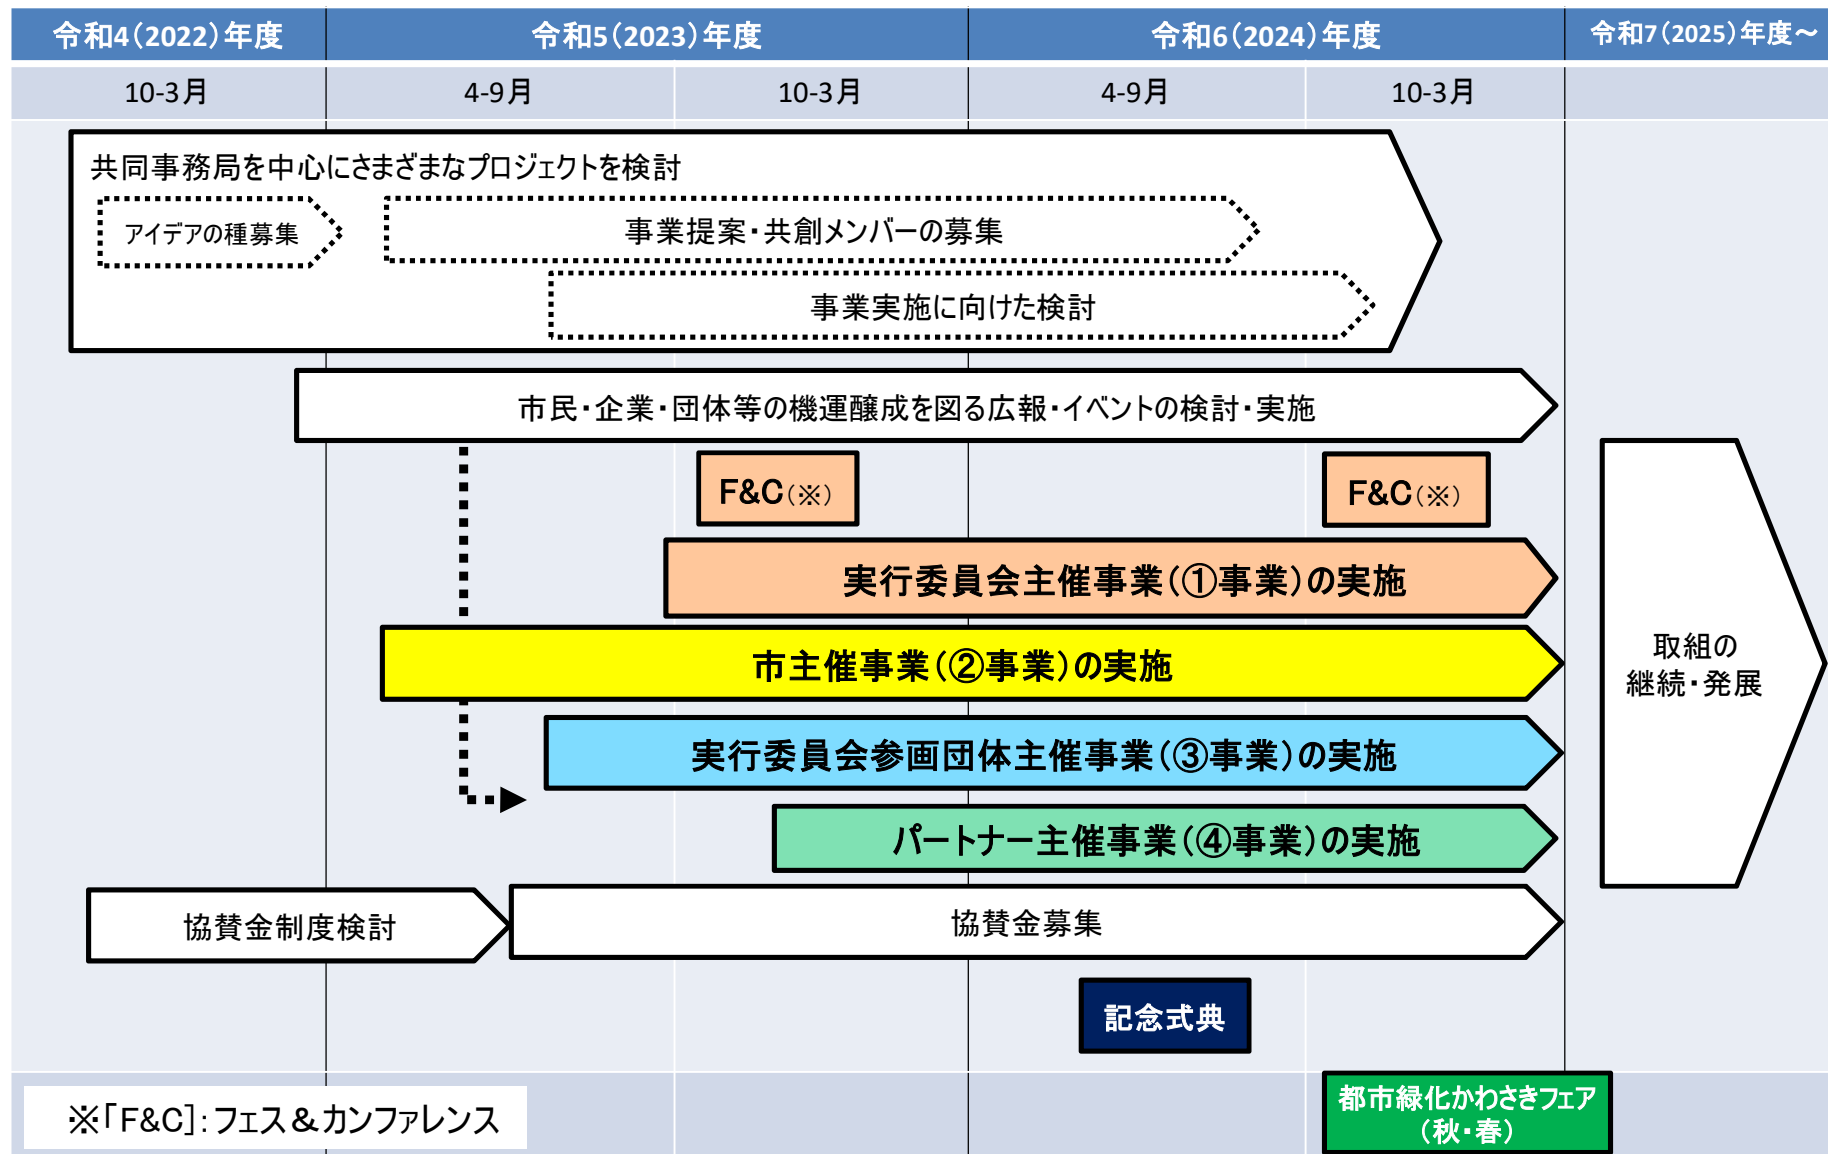 令和4(2022)年度
令和5(2023)年度
令和6(2024)年度
令和7(2025)年度～
10-3月
4-9月
10-3月
4-9月
10-3月
共同事務局を中心にさまざまなプロジェクトを検討
アイデアの種募集
事業提案・共創メンバーの募集
事業実施に向けた検討
市民・企業・団体等の機運醸成を図る広報・イベントの検討・実施
F&C(※)
F&C(※)
実行委員会主催事業(①事業)の実施
市主催事業(②事業)の実施
実行委員会参画団体主催事業(③事業)の実施
パートナー主催事業(④事業)の実施
取組の
継続・発展
協賛金制度検討
協賛金募集
記念式典
都市緑化かわさきフェア
(秋・春)
※「F&C]:フェス＆カンファレンス